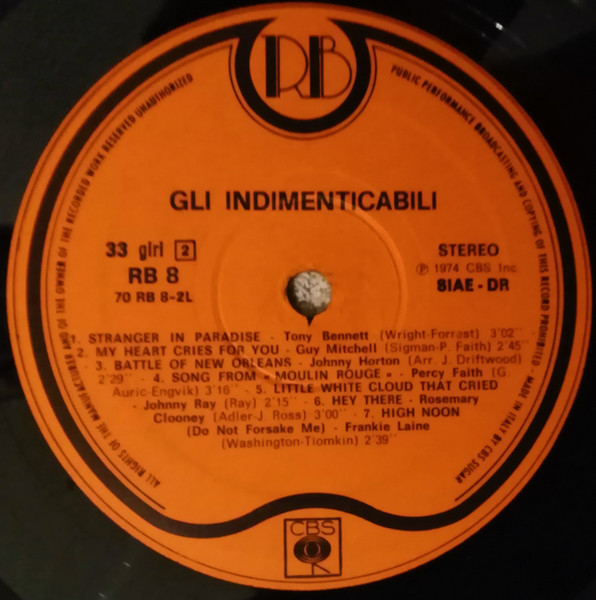 RB
ALL RIGHTS OF THE MANUFACTURER AND OF THE OWNER OF THE RECORDED WORK RESERVED UNAUTHORIZED
PUBLIC PERFORMANCE BROADCASTING AND COPYING OF THIS RECORD PROHIBITED - MADE IN ITALY BY CBS SUGAR
GLI INDIMENTICABILI
33 giri 2
STEREO
RB 8
℗ 1974 CBS Inc.
70 RB 8-2L
SIAE - DR
1. STRANGER IN PARADISE - Tony Bennett (Wright-Forrest) 3'02''
2. MY HEART CRIES FOR YOU - Guy Mitchell (Sigman-P. Faith) 2'45''
3. BATTLE OF NEW ORLEANS - Johnny Horton (Arr. J. Driftwood)
2'29'' - 4. SONG FROM « MOULIN ROUGE » - Percy Faith (G
Auric-Engvik) 3'16'' - 5. LITTLE WHITE CLOUD THAT CRIED
- Johnny Ray (Ray) 2'15'' - 6. HEY THERE - Rosemary
Clooney (Adler-J. Ross) 3'00'' - 7. HIGH NOON
(Do Not Forsake Me) - Frankie Laine
(Washington-Tiomkin) 2'39''
CBS